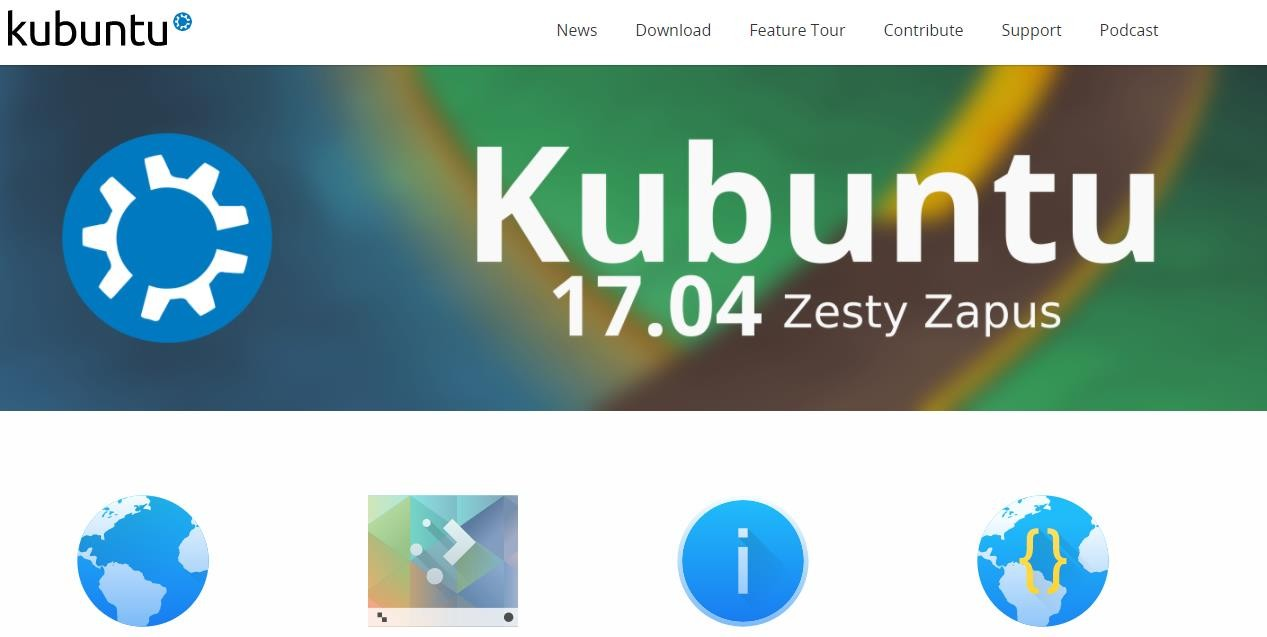 kubuntu
News Download Feature Tour Contribute Support Podcast
Kubuntu
17.04 Zesty Zapus
i
{}